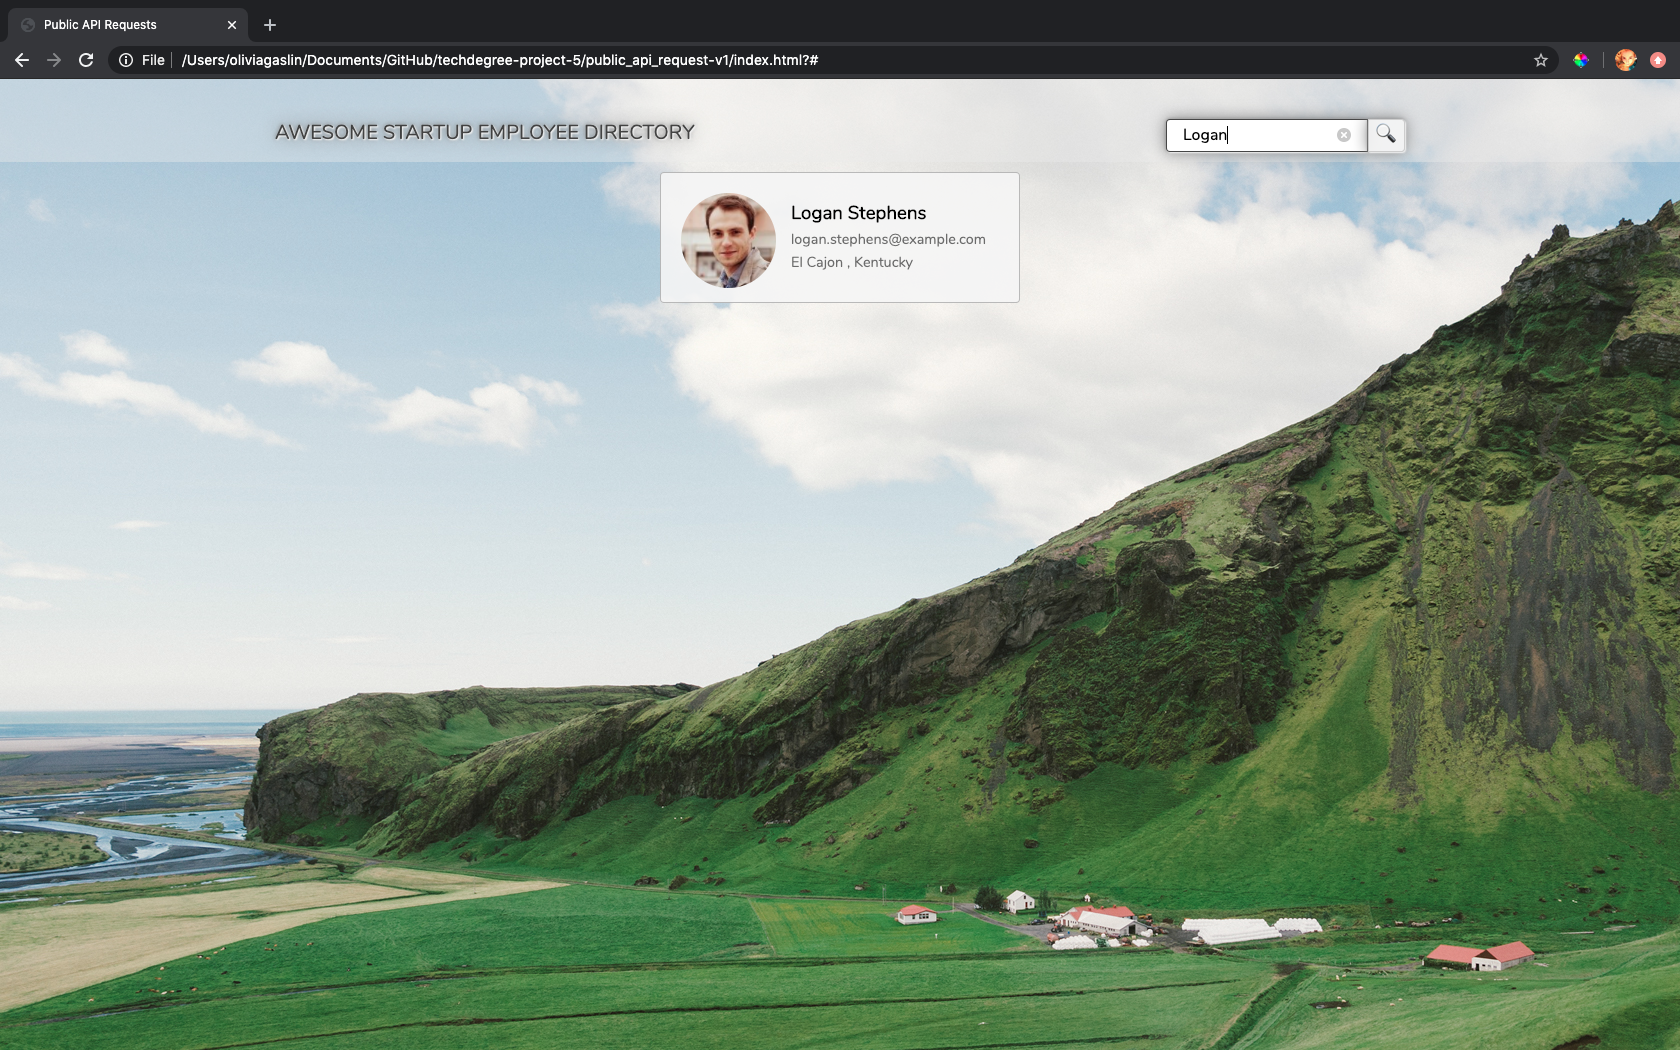 Public API Requests
File /Users/oliviagaslin/Documents/GitHub/techdegree-project-5/public_api_request-v1/index.html?#
AWESOME STARTUP EMPLOYEE DIRECTORY
Logan
Logan Stephens
logan.stephens@example.com
El Cajon , Kentucky